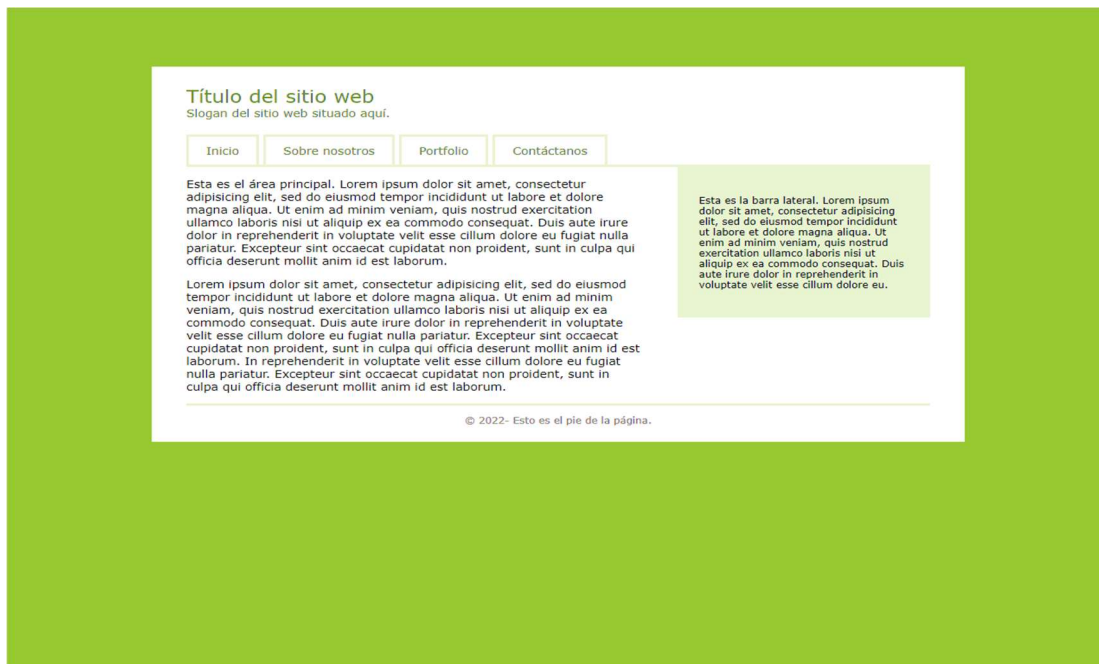 Título del sitio web
Slogan del sitio web situado aquí.
Inicio Sobre nosotros Portfolio Contáctanos
Esta es el área principal. Lorem ipsum dolor sit amet, consectetur
adipisicing elit, sed do eiusmod tempor incididunt ut labore et dolore
magna aliqua. Ut enim ad minim veniam, quis nostrud exercitation
ullamco laboris nisi ut aliquip ex ea commodo consequat. Duis aute irure
dolor in reprehenderit in voluptate velit esse cillum dolore eu fugiat nulla
pariatur. Excepteur sint occaecat cupidatat non proident, sunt in culpa qui
officia deserunt mollit anim id est laborum.
Lorem ipsum dolor sit amet, consectetur adipisicing elit, sed do eiusmod
tempor incididunt ut labore et dolore magna aliqua. Ut enim ad minim
veniam, quis nostrud exercitation ullamco laboris nisi ut aliquip ex ea
commodo consequat. Duis aute irure dolor in reprehenderit in voluptate
velit esse cillum dolore eu fugiat nulla pariatur. Excepteur sint occaecat
cupidatat non proident, sunt in culpa qui officia deserunt mollit anim id est
laborum. In reprehenderit in voluptate velit esse cillum dolore eu fugiat
nulla pariatur. Excepteur sint occaecat cupidatat non proident, sunt in
culpa qui officia deserunt mollit anim id est laborum.
Esta es la barra lateral. Lorem ipsum
dolor sit amet, consectetur adipisicing
elit, sed do eiusmod tempor incididunt
ut labore et dolore magna aliqua. Ut
enim ad minim veniam, quis nostrud
exercitation ullamco laboris nisi ut
aliquip ex ea commodo consequat. Duis
aute irure dolor in reprehenderit in
voluptate velit esse cillum dolore eu.
© 2022- Esto es el pie de la página.